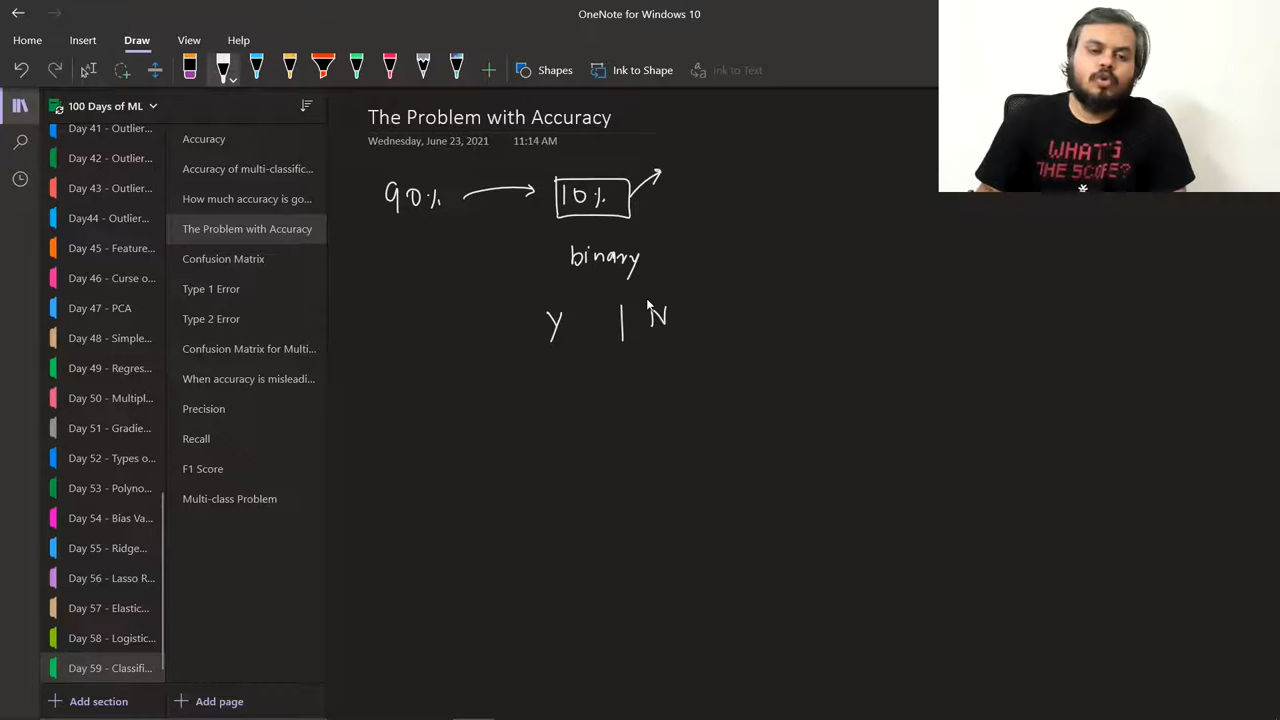 OneNote for Windows 10
Home Insert Draw View Help
Shapes Ink to Shape Ink to Text
100 Days of ML
Day 41 - Outlier...
Day 42 - Outlier...
Day 43 - Outlier...
Day44 - Outlier...
Day 45 - Feature...
Day 46 - Curse o...
Day 47 - PCA
Day 48 - Simple...
Day 49 - Regres...
Day 50 - Multipl...
Day 51 - Gradie...
Day 52 - Types o...
Day 53 - Polyno...
Day 54 - Bias Va...
Day 55 - Ridge...
Day 56 - Lasso R...
Day 57 - Elastic...
Day 58 - Logistic...
Day 59 - Classifi...
Add section
Accuracy
Accuracy of multi-classific...
How much accuracy is go...
The Problem with Accuracy
Confusion Matrix
Type 1 Error
Type 2 Error
Confusion Matrix for Multi...
When accuracy is misleadi...
Precision
Recall
F1 Score
Multi-class Problem
Add page
The Problem with Accuracy
Wednesday, June 23, 2021 11:14 AM
90% 10%
binary
Y | N
WHAT'S
THE SCOPE?